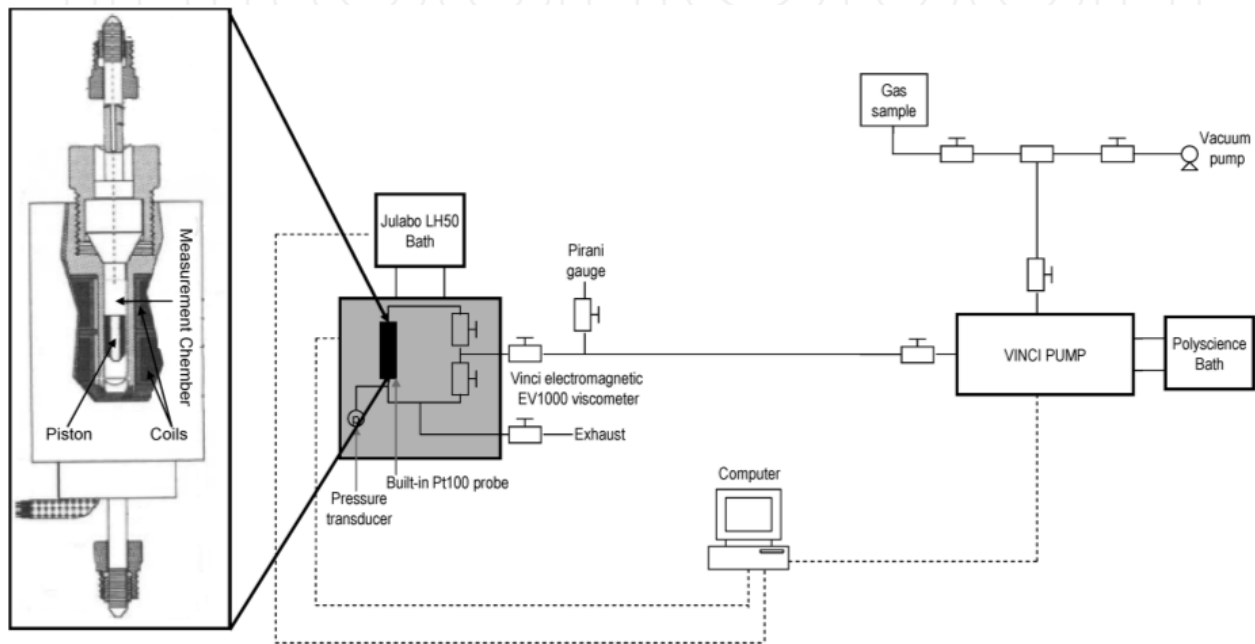 Measurement Chember
Piston
Coils
Julabo LH50
Bath
Pirani
gauge
Gas
sample
Vacuum
pump
Vinci electromagnetic
EV1000 viscometer
VINCI PUMP
Polyscience
Bath
p
Exhaust
Built-in Pt100 probe
Pressure
transducer
Computer